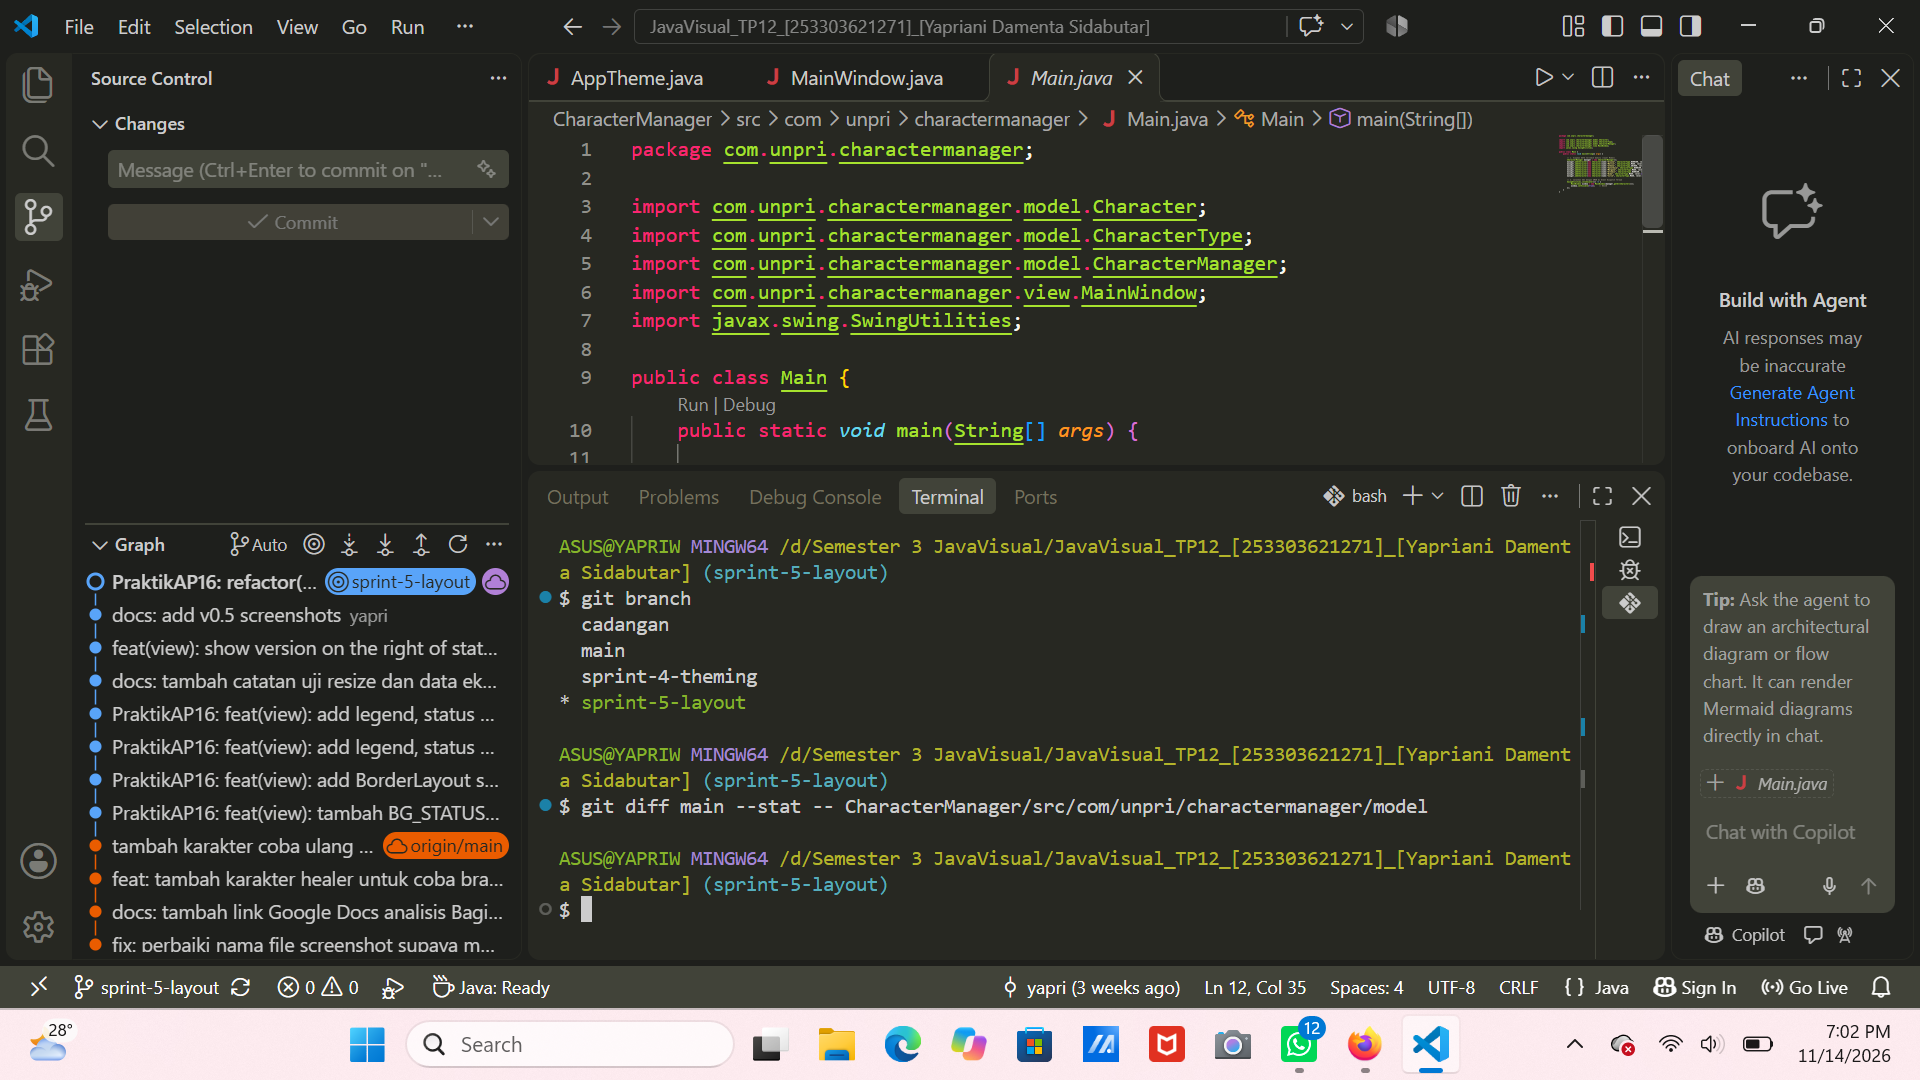 File Edit Selection View Go Run ···
JavaVisual_TP12_[253303621271]_[Yapriani Damenta Sidabutar]
Source Control
Changes
Message (Ctrl+Enter to commit on "...
Commit
Graph
Auto
PraktikAP16: refactor(... sprint-5-layout
docs: add v0.5 screenshots yapri
feat(view): show version on the right of stat...
docs: tambah catatan uji resize dan data ek...
PraktikAP16: feat(view): add legend, status ...
PraktikAP16: feat(view): add legend, status ...
PraktikAP16: feat(view): add BorderLayout s...
PraktikAP16: feat(view): tambah BG_STATUS...
tambah karakter coba ulang ... origin/main
feat: tambah karakter healer untuk coba bra...
docs: tambah link Google Docs analisis Bagi...
fix: perbaiki nama file screenshot supaya m...
AppTheme.java MainWindow.java Main.java
CharacterManager > src > com > unpri > charactermanager > Main.java > Main > main(String[])
1 package com.unpri.charactermanager;
2
3 import com.unpri.charactermanager.model.Character;
4 import com.unpri.charactermanager.model.CharacterType;
5 import com.unpri.charactermanager.model.CharacterManager;
6 import com.unpri.charactermanager.view.MainWindow;
7 import javax.swing.SwingUtilities;
8
9 public class Main {
Run | Debug
10 public static void main(String[] args) {
11
Output Problems Debug Console Terminal Ports
bash
ASUS@YAPRIW MINGW64 /d/Semester 3 JavaVisual/JavaVisual_TP12_[253303621271]_[Yapriani Dament
a Sidabutar] (sprint-5-layout)
$ git branch
cadangan
main
sprint-4-theming
* sprint-5-layout
ASUS@YAPRIW MINGW64 /d/Semester 3 JavaVisual/JavaVisual_TP12_[253303621271]_[Yapriani Dament
a Sidabutar] (sprint-5-layout)
$ git diff main --stat -- CharacterManager/src/com/unpri/charactermanager/model
ASUS@YAPRIW MINGW64 /d/Semester 3 JavaVisual/JavaVisual_TP12_[253303621271]_[Yapriani Dament
a Sidabutar] (sprint-5-layout)
$
Chat
Build with Agent
AI responses may
be inaccurate
Generate Agent
Instructions to
onboard AI onto
your codebase.
Tip: Ask the agent to
draw an architectural
diagram or flow
chart. It can render
Mermaid diagrams
directly in chat.
Main.java
Chat with Copilot
Copilot
sprint-5-layout 0 0 Java: Ready yapri (3 weeks ago) Ln 12, Col 35 Spaces: 4 UTF-8 CRLF {} Java Sign In Go Live
28°
Search
12
7:02 PM
11/14/2026